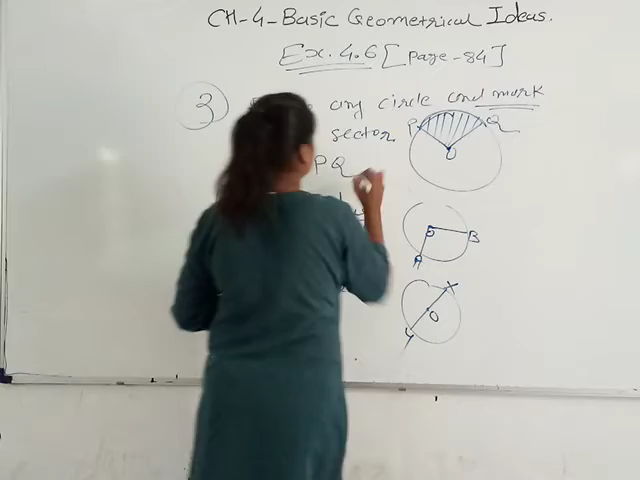 CH-4-Basic Geometrical Ideas.
Ex. 4.6 [Page-84]
3 any circle and mark
sector. P Q
O
PQ
O B
A
X
O
Y